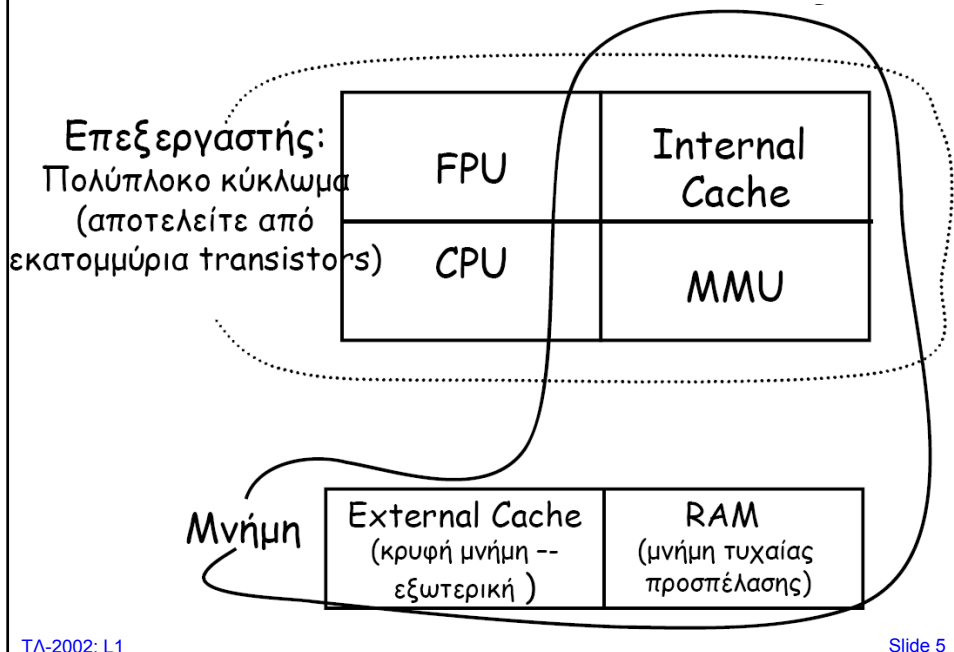 Επεξεργαστής:
Πολύπλοκο κύκλωμα
(αποτελείτε από
εκατομμύρια transistors)
FPU
Internal
Cache
CPU
MMU
Μνήμη
External Cache
(κρυφή μνήμη --
εξωτερική )
RAM
(μνήμη τυχαίας
προσπέλασης)
ΤΛ-2002: L1
Slide 5